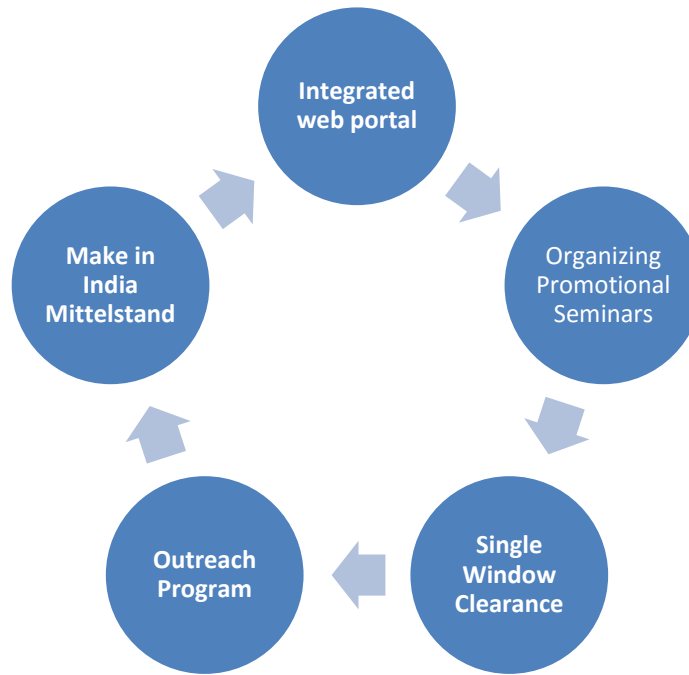 Integrated
web portal
Organizing
Promotional
Seminars
Single
Window
Clearance
Outreach
Program
Make in
India
Mittelstand